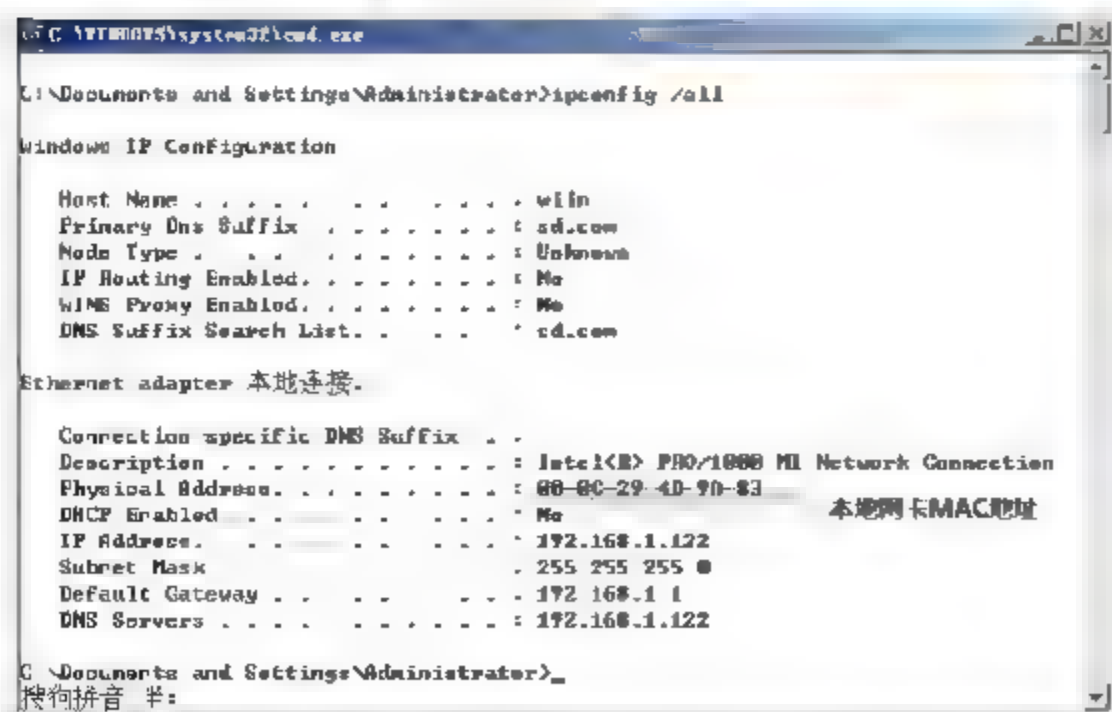 C:\WINDOWS\system32\cmd.exe
C:\Documents and Settings\Administrator>ipconfig /all
Windows IP Configuration
Host Name . . . . . . . . . . . . : wlin
Primary Dns Suffix . . . . . . . : sd.com
Node Type . . . . . . . . . . . . : Unknown
IP Routing Enabled. . . . . . . . : No
WINS Proxy Enabled. . . . . . . . : No
DNS Suffix Search List. . . . . . : sd.com
Ethernet adapter 本地连接:
Connection-specific DNS Suffix . :
Description . . . . . . . . . . . : Intel(R) PRO/1000 MT Network Connection
Physical Address. . . . . . . . . : 00-0C-29-4D-90-83
本地网卡MAC地址
DHCP Enabled. . . . . . . . . . . : No
IP Address. . . . . . . . . . . . : 192.168.1.122
Subnet Mask . . . . . . . . . . . : 255.255.255.0
Default Gateway . . . . . . . . . : 192.168.1.1
DNS Servers . . . . . . . . . . . : 192.168.1.122
C:\Documents and Settings\Administrator>_
搜狗拼音 半: